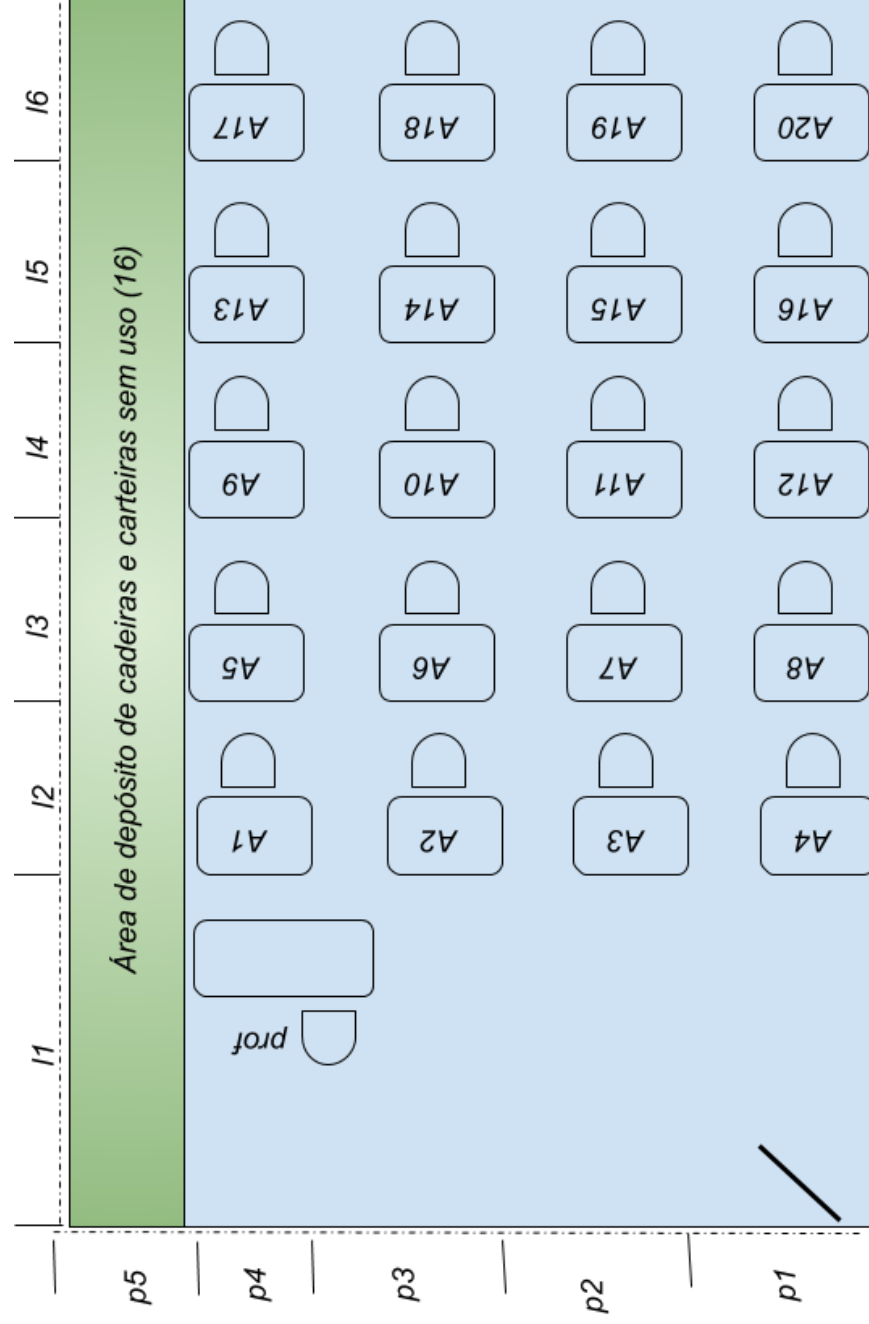 l6
l5
l4
l3
l2
l1
Área de depósito de cadeiras e carteiras sem uso (16)
A17
A18
A19
A20
A13
A14
A15
A16
A9
A10
A11
A12
A5
A6
A7
A8
A1
A2
A3
A4
prof
p5
p4
p3
p2
p1